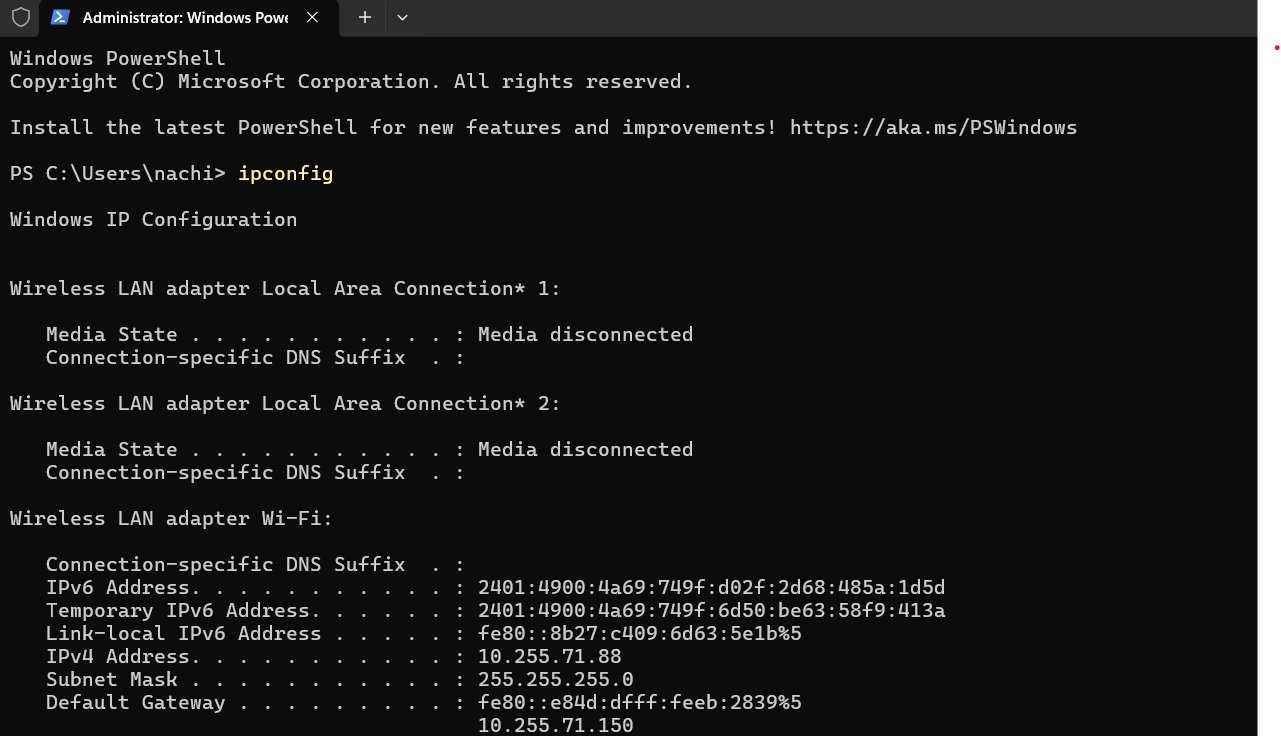 Administrator: Windows Powe
Windows PowerShell
Copyright (C) Microsoft Corporation. All rights reserved.
Install the latest PowerShell for new features and improvements! https://aka.ms/PSWindows
PS C:\Users\nachi> ipconfig
Windows IP Configuration
Wireless LAN adapter Local Area Connection* 1:
   Media State . . . . . . . . . . . : Media disconnected
   Connection-specific DNS Suffix  . :
Wireless LAN adapter Local Area Connection* 2:
   Media State . . . . . . . . . . . : Media disconnected
   Connection-specific DNS Suffix  . :
Wireless LAN adapter Wi-Fi:
   Connection-specific DNS Suffix  . :
   IPv6 Address. . . . . . . . . . . : 2401:4900:4a69:749f:d02f:2d68:485a:1d5d
   Temporary IPv6 Address. . . . . . : 2401:4900:4a69:749f:6d50:be63:58f9:413a
   Link-local IPv6 Address . . . . . : fe80::8b27:c409:6d63:5e1b%5
   IPv4 Address. . . . . . . . . . . : 10.255.71.88
   Subnet Mask . . . . . . . . . . . : 255.255.255.0
   Default Gateway . . . . . . . . . : fe80::e84d:dfff:feeb:2839%5
                                       10.255.71.150